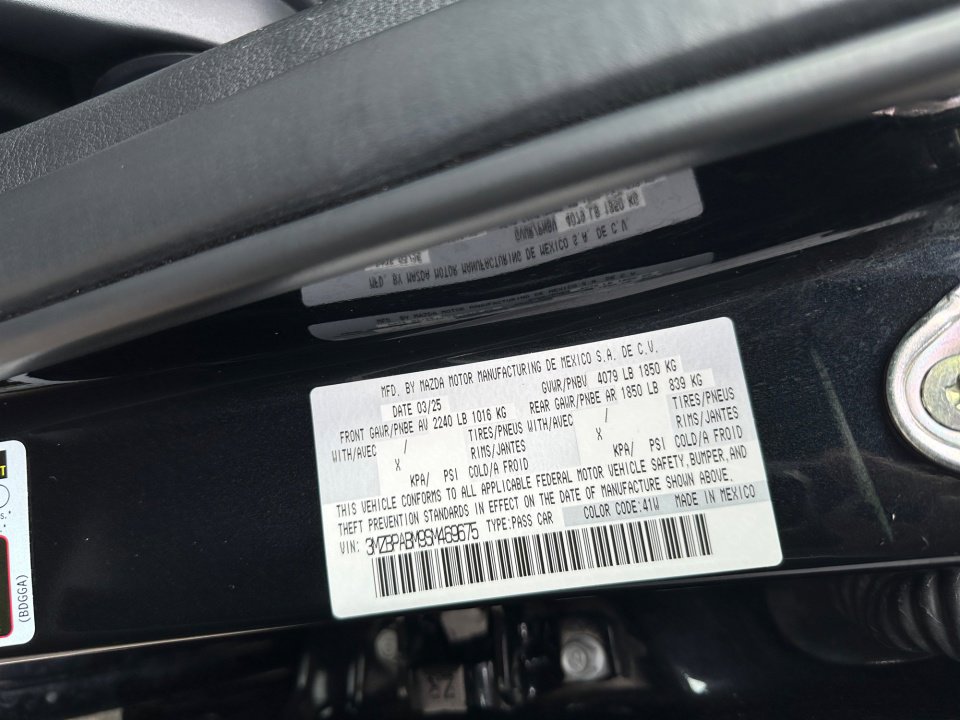 MFD. BY MAZDA MOTOR MANUFACTURING DE MEXICO S.A. DE C.V.
DATE 03/25 GVWR/PNBV 4079 LB 1850 KG
FRONT GAWR/PNBE AV 2240 LB 1016 KG REAR GAWR/PNBE AR 1850 LB 839 KG
WITH/AVEC / TIRES/PNEUS WITH/AVEC / TIRES/PNEUS
X RIMS/JANTES X RIMS/JANTES
KPA/ PSI COLD/A FROID KPA/ PSI COLD/A FROID
THIS VEHICLE CONFORMS TO ALL APPLICABLE FEDERAL MOTOR VEHICLE SAFETY, BUMPER, AND
THEFT PREVENTION STANDARDS IN EFFECT ON THE DATE OF MANUFACTURE SHOWN ABOVE.
VIN: 3MZBPABM9SM469675 TYPE:PASS CAR COLOR CODE:41W MADE IN MEXICO
(BDGGA)